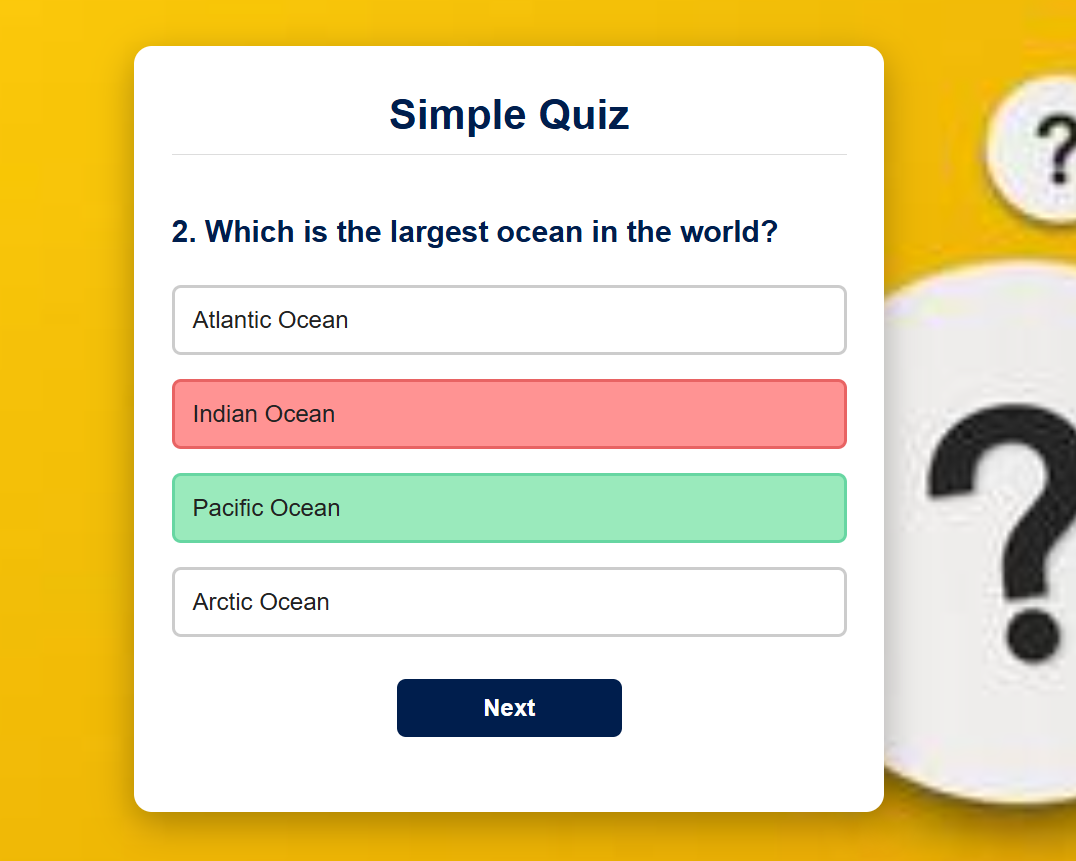 Simple Quiz
2. Which is the largest ocean in the world?
Atlantic Ocean
Indian Ocean
Pacific Ocean
Arctic Ocean
Next
?
?